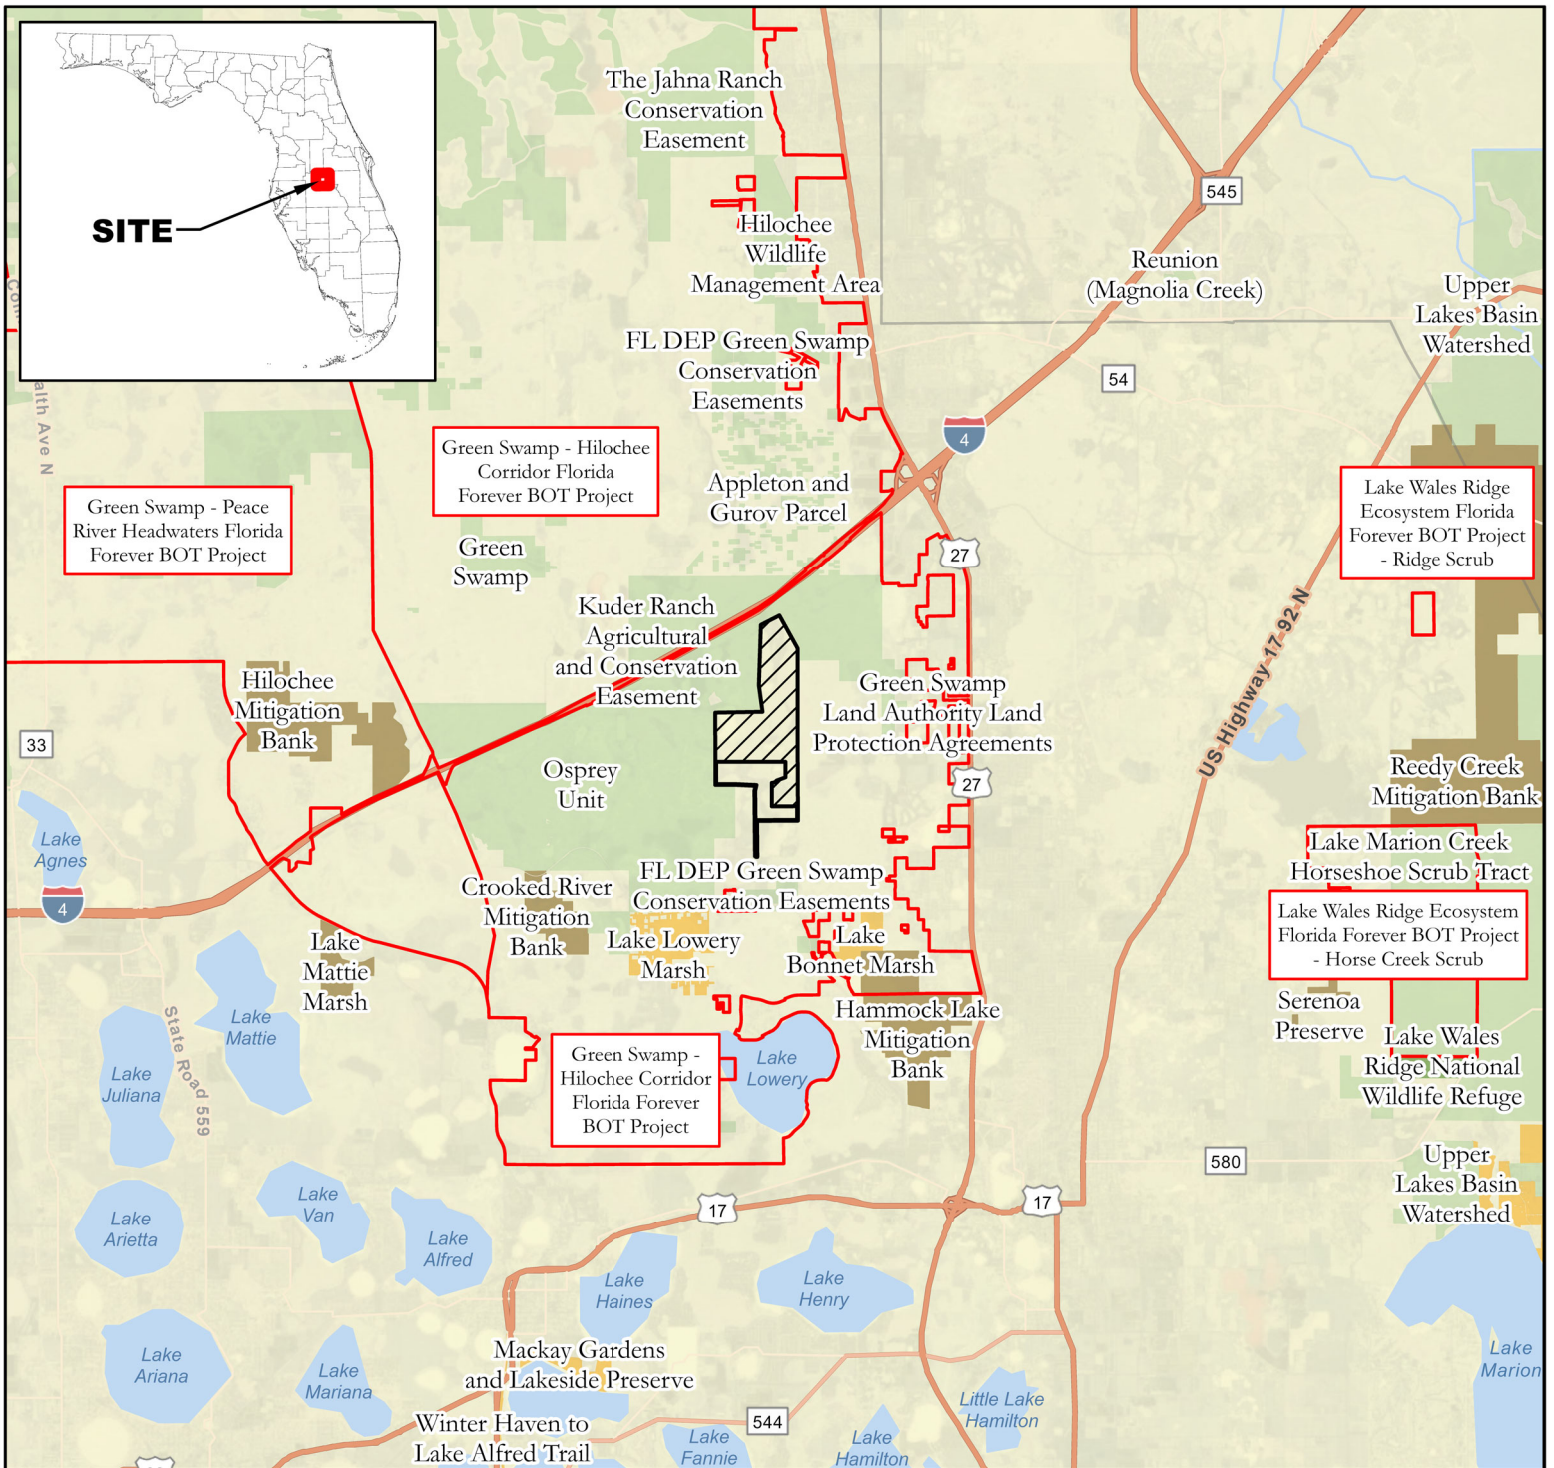 SITE
The Jahna Ranch
Conservation
Easement
545
Hilochee
Wildlife
Management Area
Reunion
(Magnolia Creek)
Upper
Lakes Basin
Watershed
FL DEP Green Swamp
Conservation
Easements
54
alth Ave N
4
Green Swamp - Hilochee
Corridor Florida
Forever BOT Project
Green Swamp - Peace
River Headwaters Florida
Forever BOT Project
Appleton and
Gurov Parcel
Lake Wales Ridge
Ecosystem Florida
Forever BOT Project
- Ridge Scrub
Green
Swamp
27
Kuder Ranch
Agricultural
and Conservation
Easement
US Highway 17 92 N
Hilochee
Mitigation
Bank
Green Swamp
Land Authority Land
Protection Agreements
33
Osprey
Unit
27
Reedy Creek
Mitigation Bank
Lake
Agnes
4
Lake Marion Creek
Horseshoe Scrub Tract
FL DEP Green Swamp
Conservation Easements
Crooked River
Mitigation
Bank
Lake Wales Ridge Ecosystem
Florida Forever BOT Project
- Horse Creek Scrub
Lake Lowery
Marsh
Lake
Bonnet Marsh
Lake
Mattie
Marsh
Hammock Lake
Mitigation
Bank
Serenoa
Preserve
Lake Wales
Ridge National
Wildlife Refuge
Lake
Mattie
State Road 559
Lake
Juliana
Green Swamp -
Hilochee Corridor
Florida Forever
BOT Project
Lake
Lowery
580
Upper
Lakes Basin
Watershed
Lake
Van
17
17
Lake
Arietta
Lake
Alfred
Lake
Haines
Lake
Henry
Lake
Ariana
Lake
Mariana
Mackay Gardens
and Lakeside Preserve
Lake
Marion
Little Lake
Hamilton
Winter Haven to
Lake Alfred Trail
544
Lake
Fannie
Lake
Hamilton